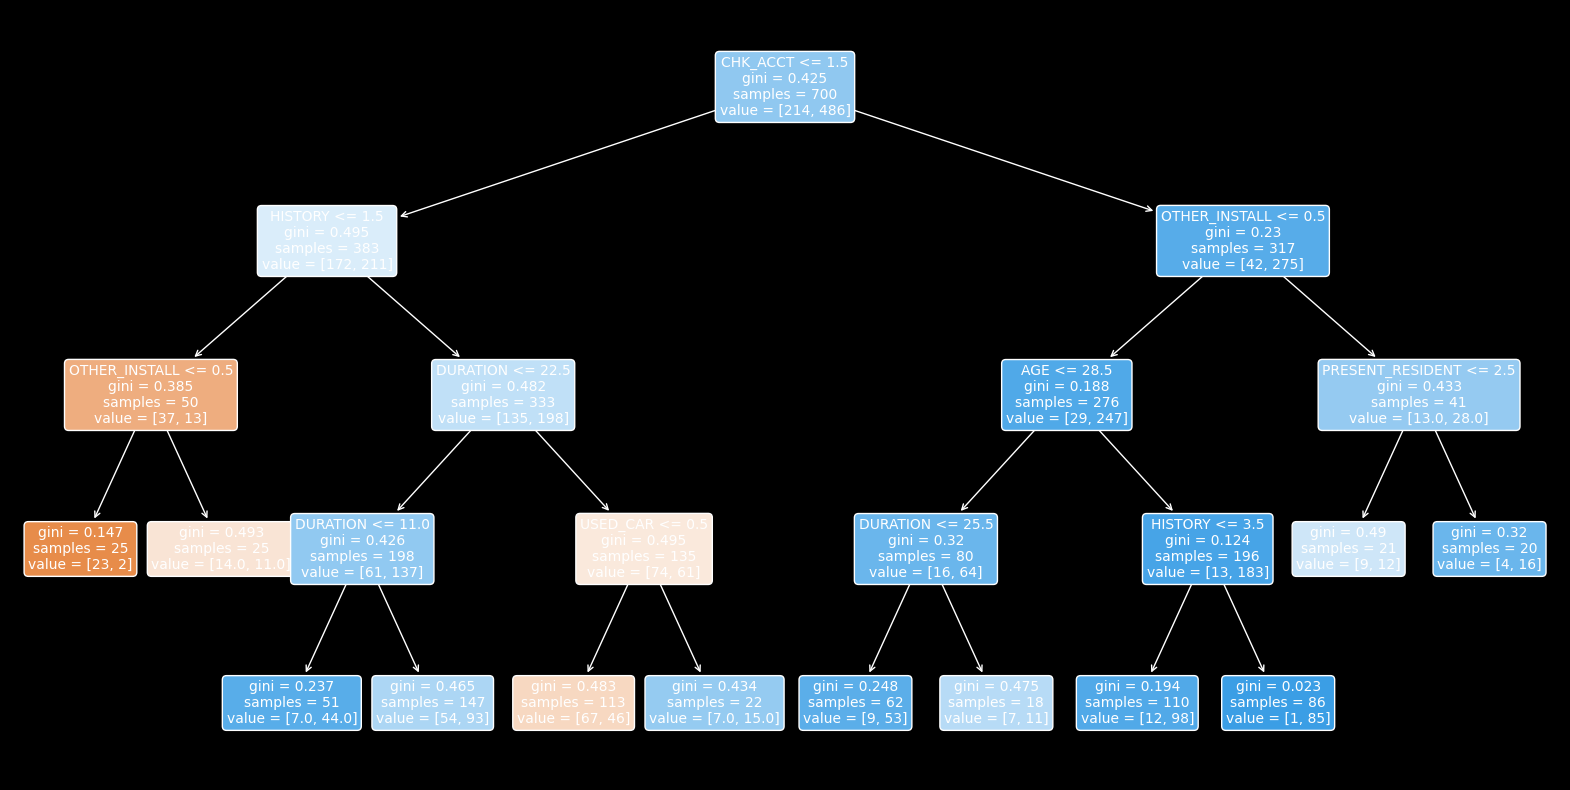 CHK_ACCT <= 1.5
gini = 0.425
samples = 700
value = [214, 486]
HISTORY <= 1.5
gini = 0.495
samples = 383
value = [172, 211]
OTHER_INSTALL <= 0.5
gini = 0.23
samples = 317
value = [42, 275]
OTHER_INSTALL <= 0.5
gini = 0.385
samples = 50
value = [37, 13]
DURATION <= 22.5
gini = 0.482
samples = 333
value = [135, 198]
AGE <= 28.5
gini = 0.188
samples = 276
value = [29, 247]
PRESENT_RESIDENT <= 2.5
gini = 0.433
samples = 41
value = [13.0, 28.0]
gini = 0.147
samples = 25
value = [23, 2]
gini = 0.493
samples = 25
value = [14.0, 11.0]
DURATION <= 11.0
gini = 0.426
samples = 198
value = [61, 137]
USED_CAR <= 0.5
gini = 0.495
samples = 135
value = [74, 61]
DURATION <= 25.5
gini = 0.32
samples = 80
value = [16, 64]
HISTORY <= 3.5
gini = 0.124
samples = 196
value = [13, 183]
gini = 0.49
samples = 21
value = [9, 12]
gini = 0.32
samples = 20
value = [4, 16]
gini = 0.237
samples = 51
value = [7.0, 44.0]
gini = 0.465
samples = 147
value = [54, 93]
gini = 0.483
samples = 113
value = [67, 46]
gini = 0.434
samples = 22
value = [7.0, 15.0]
gini = 0.248
samples = 62
value = [9, 53]
gini = 0.475
samples = 18
value = [7, 11]
gini = 0.194
samples = 110
value = [12, 98]
gini = 0.023
samples = 86
value = [1, 85]